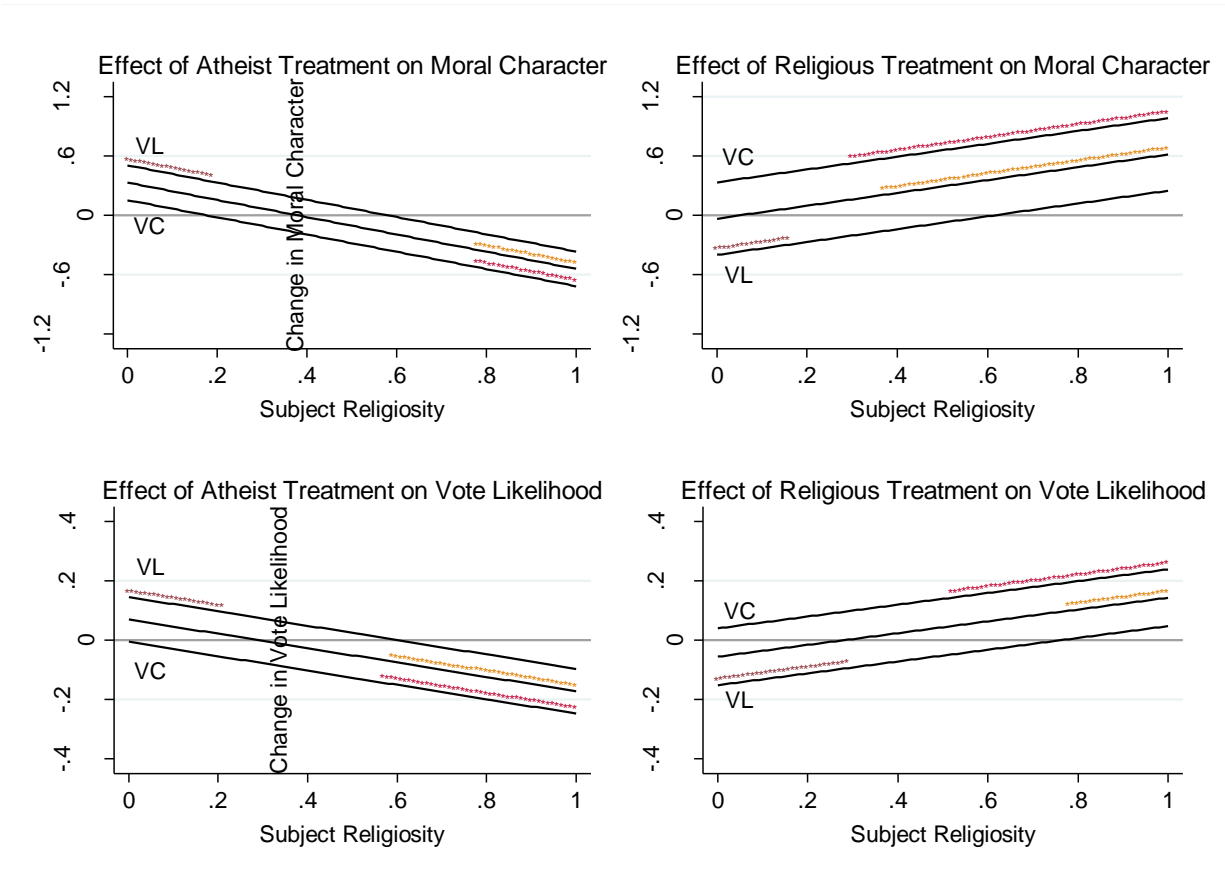 Effect of Atheist Treatment on Moral Character
1.2
.6
0
-.6
-1.2
Change in Moral Character
VL
VC
0 .2 .4 .6 .8 1
Subject Religiosity
Effect of Religious Treatment on Moral Character
1.2
.6
0
-.6
-1.2
VC
VL
0 .2 .4 .6 .8 1
Subject Religiosity
Effect of Atheist Treatment on Vote Likelihood
.4
.2
0
-.2
-.4
Change in Vote Likelihood
VL
VC
0 .2 .4 .6 .8 1
Subject Religiosity
Effect of Religious Treatment on Vote Likelihood
.4
.2
0
-.2
-.4
VC
VL
0 .2 .4 .6 .8 1
Subject Religiosity